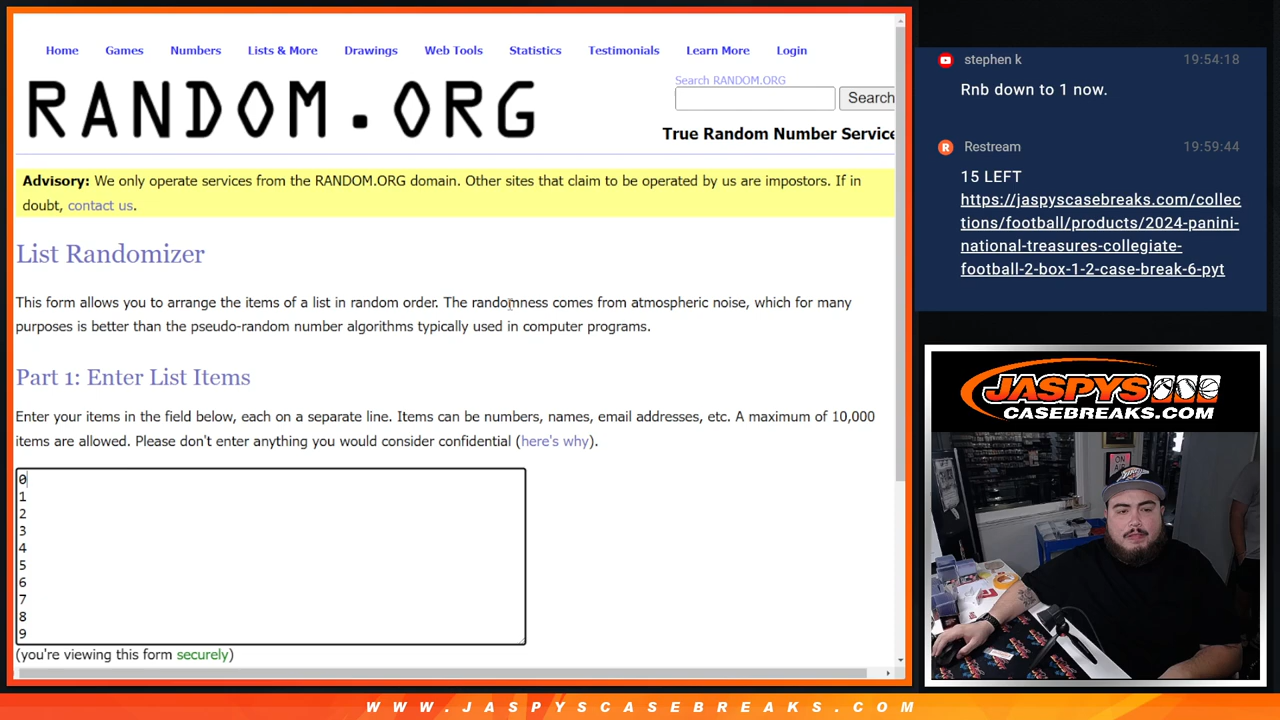 Home Games Numbers Lists & More Drawings Web Tools Statistics Testimonials Learn More Login
RANDOM.ORG
Search RANDOM.ORG
Search
True Random Number Service
Advisory: We only operate services from the RANDOM.ORG domain. Other sites that claim to be operated by us are impostors. If in
doubt, contact us.
List Randomizer
This form allows you to arrange the items of a list in random order. The randomness comes from atmospheric noise, which for many
purposes is better than the pseudo-random number algorithms typically used in computer programs.
Part 1: Enter List Items
Enter your items in the field below, each on a separate line. Items can be numbers, names, email addresses, etc. A maximum of 10,000
items are allowed. Please don't enter anything you would consider confidential (here's why).
0
1
2
3
4
5
6
7
8
9
(you're viewing this form securely)
stephen k 19:54:18
Rnb down to 1 now.
R Restream 19:59:44
15 LEFT
https://jaspyscasebreaks.com/collec
tions/football/products/2024-panini-
national-treasures-collegiate-
football-2-box-1-2-case-break-6-pyt
JASPYS
CASEBREAKS.COM
WWW.JASPYSCASEBREAKS.COM